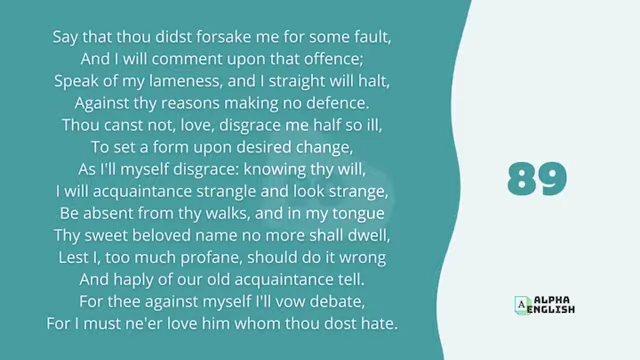 Say that thou didst forsake me for some fault,
And I will comment upon that offence;
Speak of my lameness, and I straight will halt,
Against thy reasons making no defence.
Thou canst not, love, disgrace me half so ill,
To set a form upon desired change,
As I'll myself disgrace: knowing thy will,
I will acquaintance strangle and look strange,
Be absent from thy walks, and in my tongue
Thy sweet beloved name no more shall dwell,
Lest I, too much profane, should do it wrong
And haply of our old acquaintance tell.
For thee against myself I'll vow debate,
For I must ne'er love him whom thou dost hate.
89
A
ALPHA
ENGLISH